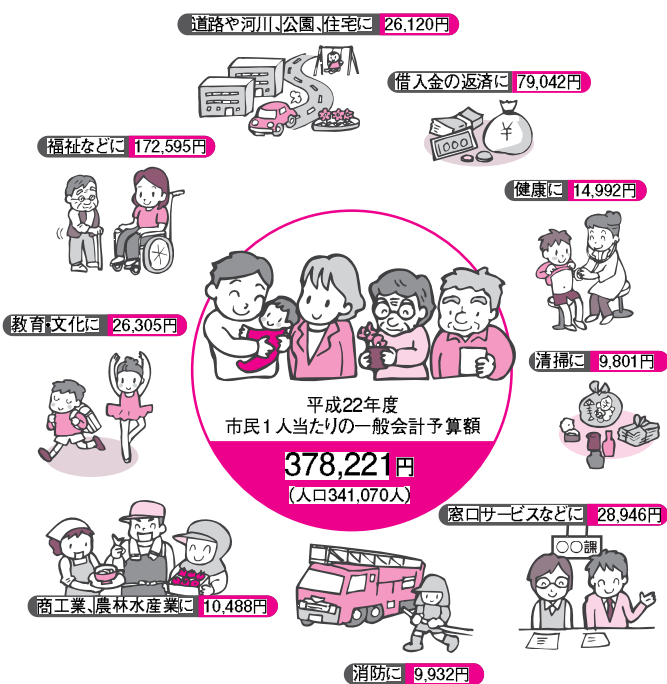 道路や河川、公園、住宅に 26,120円
借入金の返済に 79,042円
福祉などに 172,595円
健康に 14,992円
教育・文化に 26,305円
清掃に 9,801円
平成22年度
市民1人当たりの一般会計予算額
378,221円
(人口341,070人)
窓口サービスなどに 28,946円
○○課
商工業、農林水産業に 10,488円
消防に 9,932円
¥